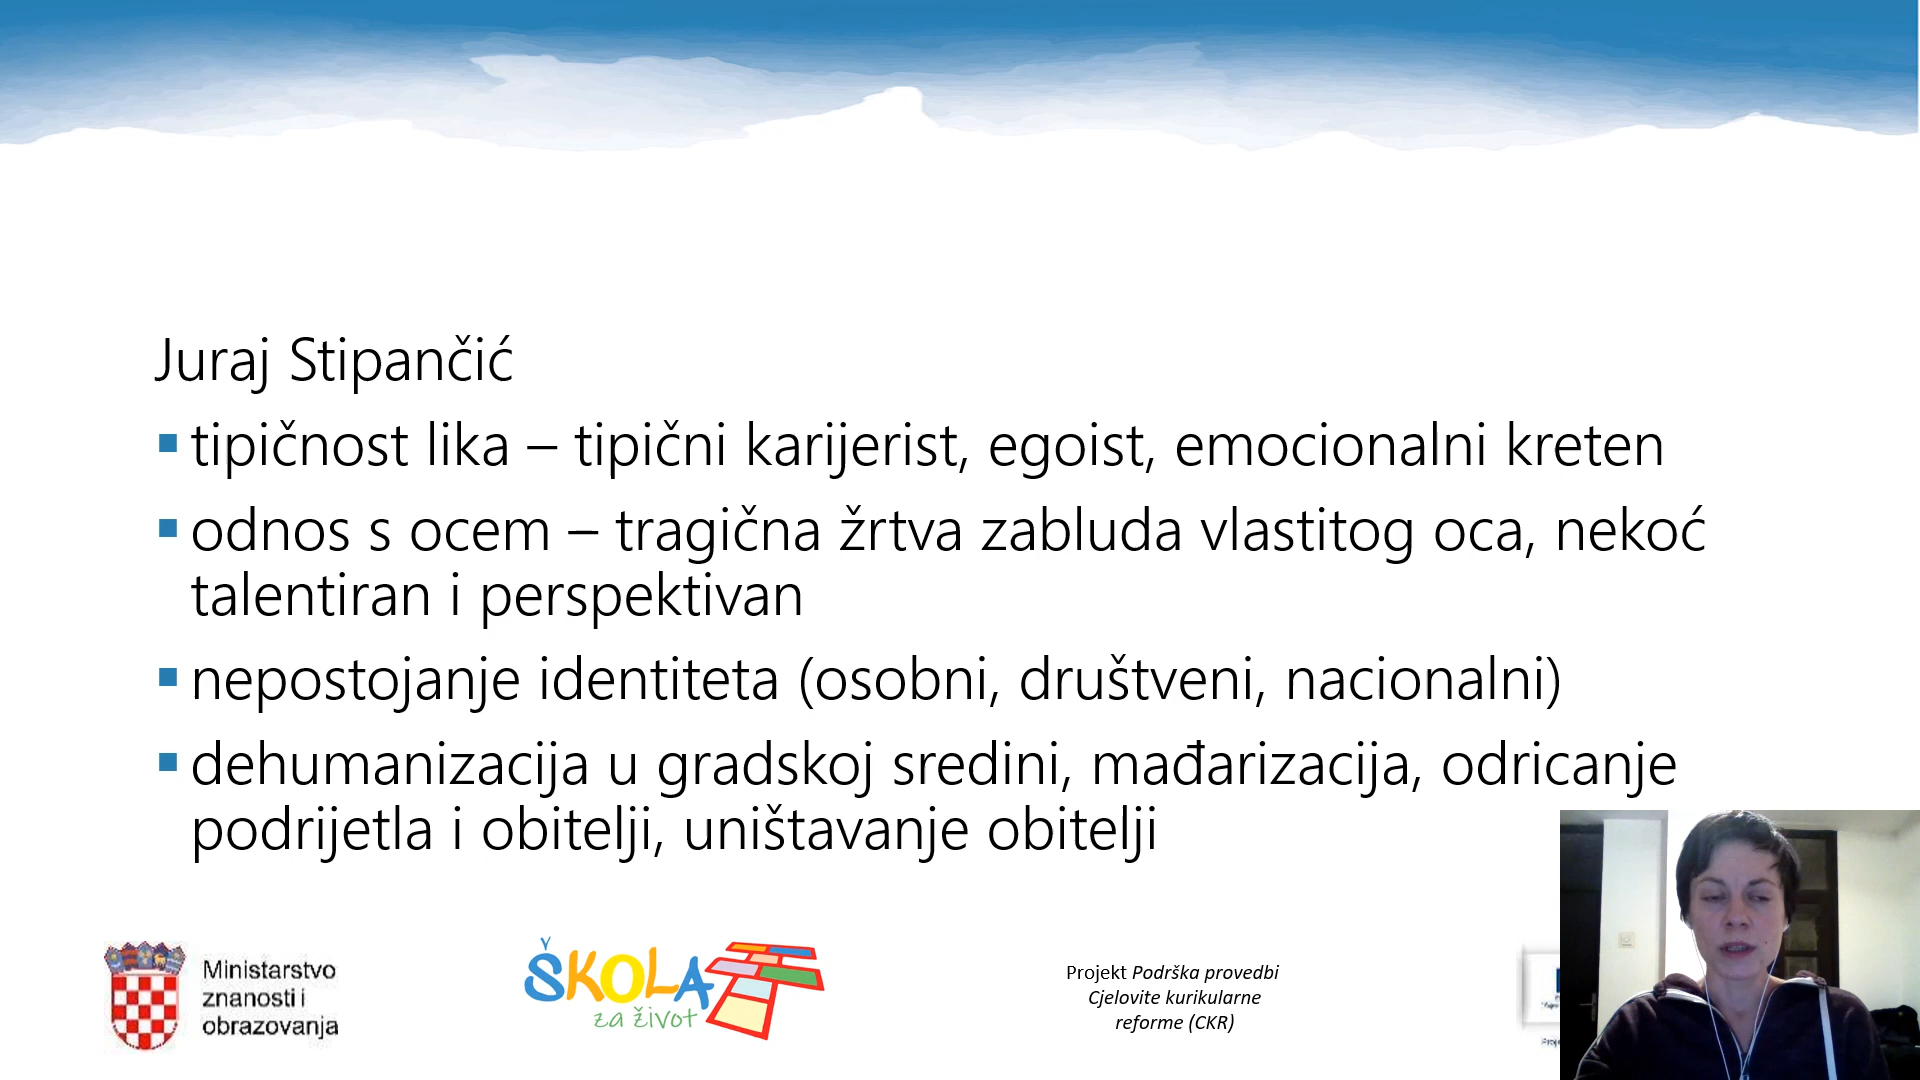 Juraj Stipančić
tipičnost lika – tipični karijerist, egoist, emocionalni kreten
odnos s ocem – tragična žrtva zabluda vlastitog oca, nekoć
talentiran i perspektivan
nepostojanje identiteta (osobni, društveni, nacionalni)
dehumanizacija u gradskoj sredini, mađarizacija, odricanje
podrijetla i obitelji, uništavanje obitelji
Ministarstvo
znanosti i
obrazovanja
ŠKOLA
za život
Projekt Podrška provedbi
Cjelovite kurikularne
reforme (CKR)